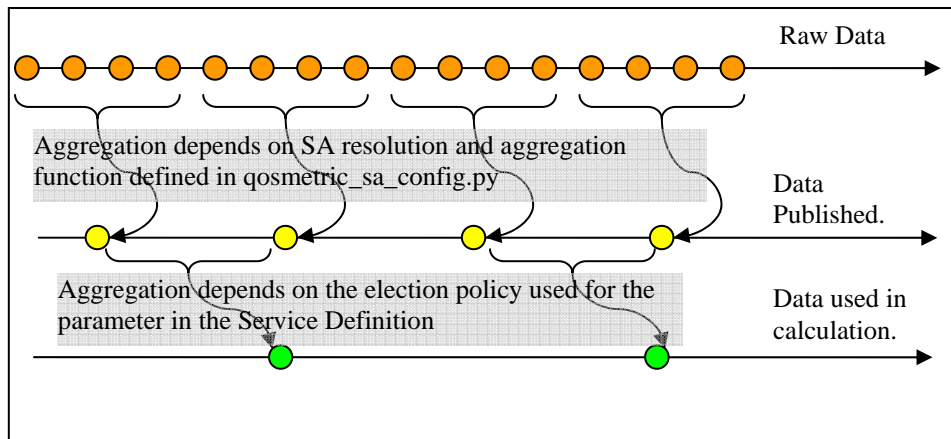 Raw Data
Aggregation depends on SA resolution and aggregation
function defined in qosmetric_sa_config.py
Data
Published.
Aggregation depends on the election policy used for the
parameter in the Service Definition
Data used in
calculation.